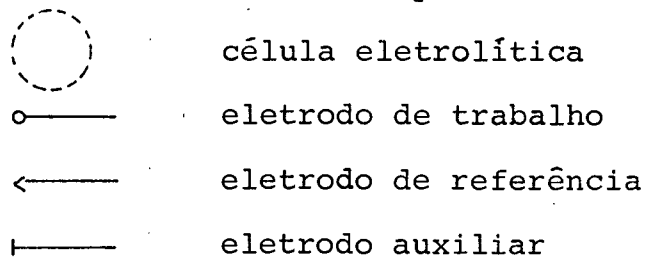 célula eletrolítica
eletrodo de trabalho
eletrodo de referência
eletrodo auxiliar